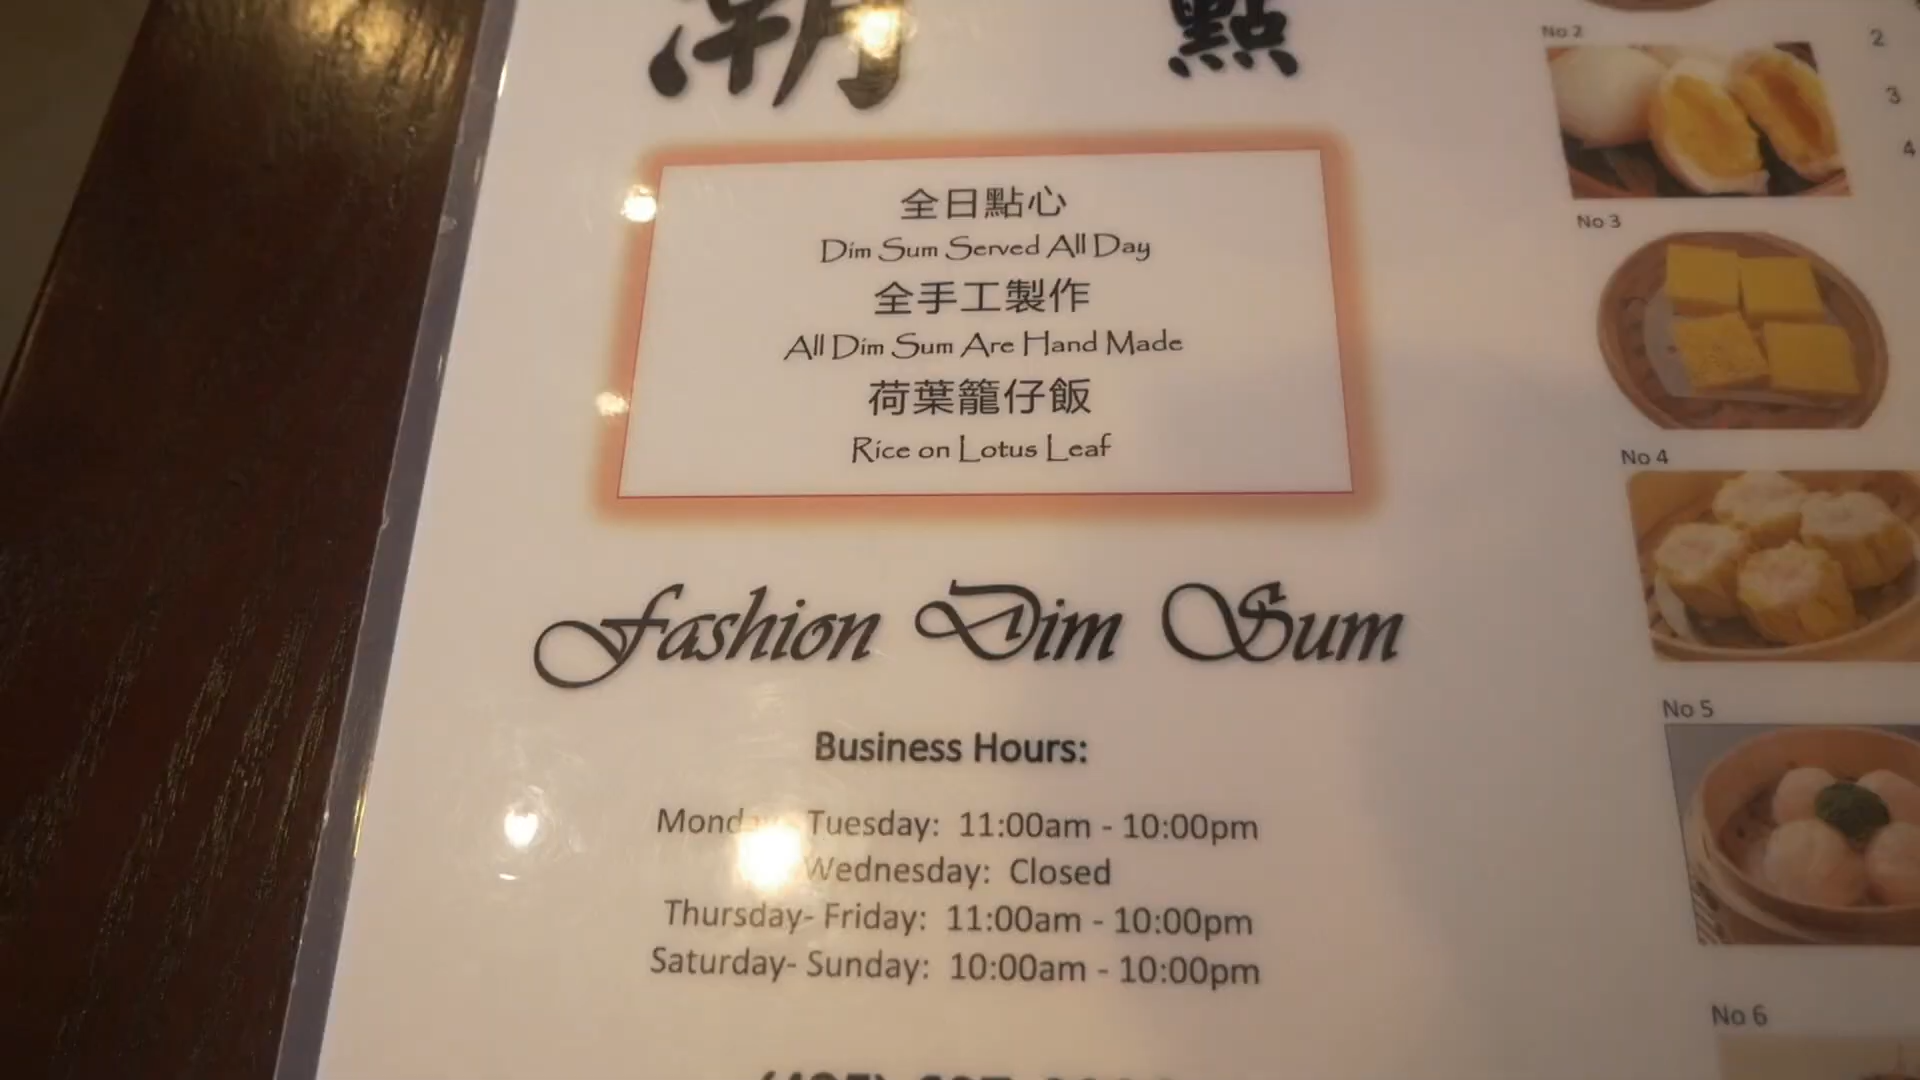 潮 點
全日點心
Dim Sum Served All Day
全手工製作
All Dim Sum Are Hand Made
荷葉籠仔飯
Rice on Lotus Leaf
Fashion Dim Sum
Business Hours:
Monday- Tuesday: 11:00am - 10:00pm
Wednesday: Closed
Thursday- Friday: 11:00am - 10:00pm
Saturday- Sunday: 10:00am - 10:00pm
No 2
No 3
No 4
No 5
No 6
2
3
4